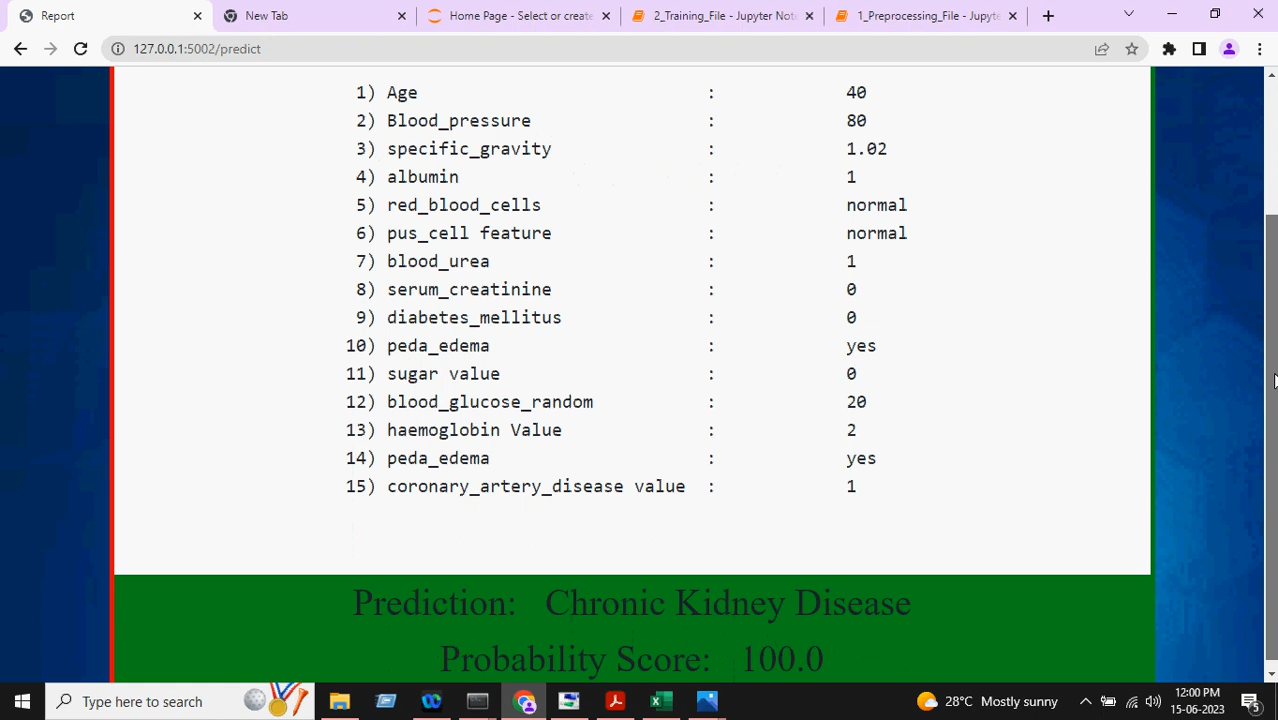 Report
New Tab
Home Page - Select or create
2_Training_File - Jupyter Not
1_Preprocessing_File - Jupyte
127.0.0.1:5002/predict
1) Age : 40
2) Blood_pressure : 80
3) specific_gravity : 1.02
4) albumin : 1
5) red_blood_cells : normal
6) pus_cell feature : normal
7) blood_urea : 1
8) serum_creatinine : 0
9) diabetes_mellitus : 0
10) peda_edema : yes
11) sugar value : 0
12) blood_glucose_random : 20
13) haemoglobin Value : 2
14) peda_edema : yes
15) coronary_artery_disease value : 1
Prediction: Chronic Kidney Disease
Probability Score: 100.0
Type here to search
28°C Mostly sunny
12:00 PM
15-06-2023
5